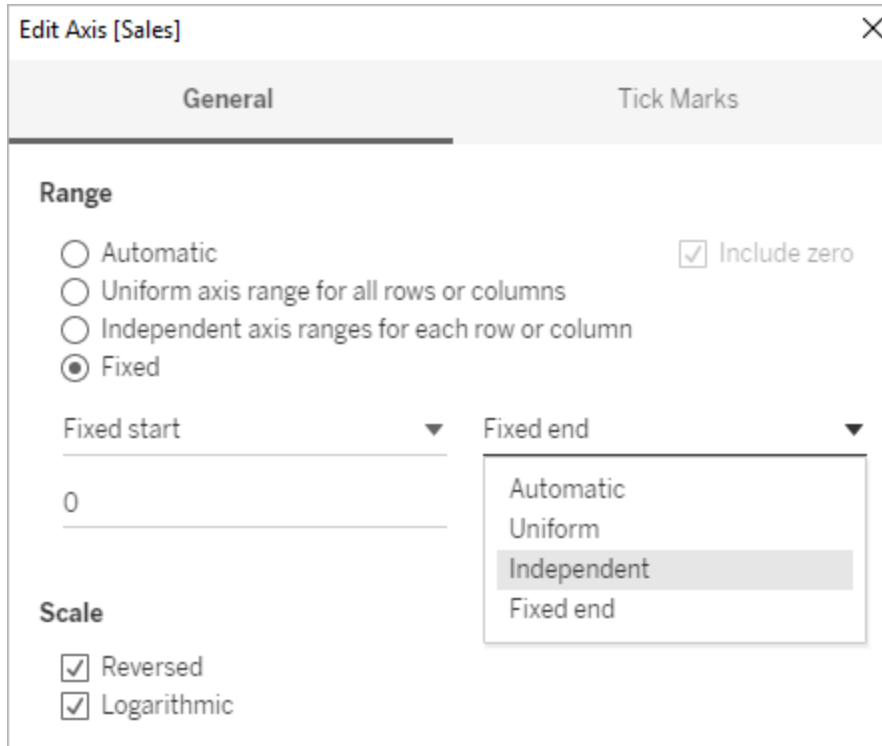 Edit Axis [Sales]
General
Tick Marks
Range
Automatic
Include zero
Uniform axis range for all rows or columns
Independent axis ranges for each row or column
Fixed
Fixed start
Fixed end
0
Automatic
Uniform
Independent
Fixed end
Scale
Reversed
Logarithmic